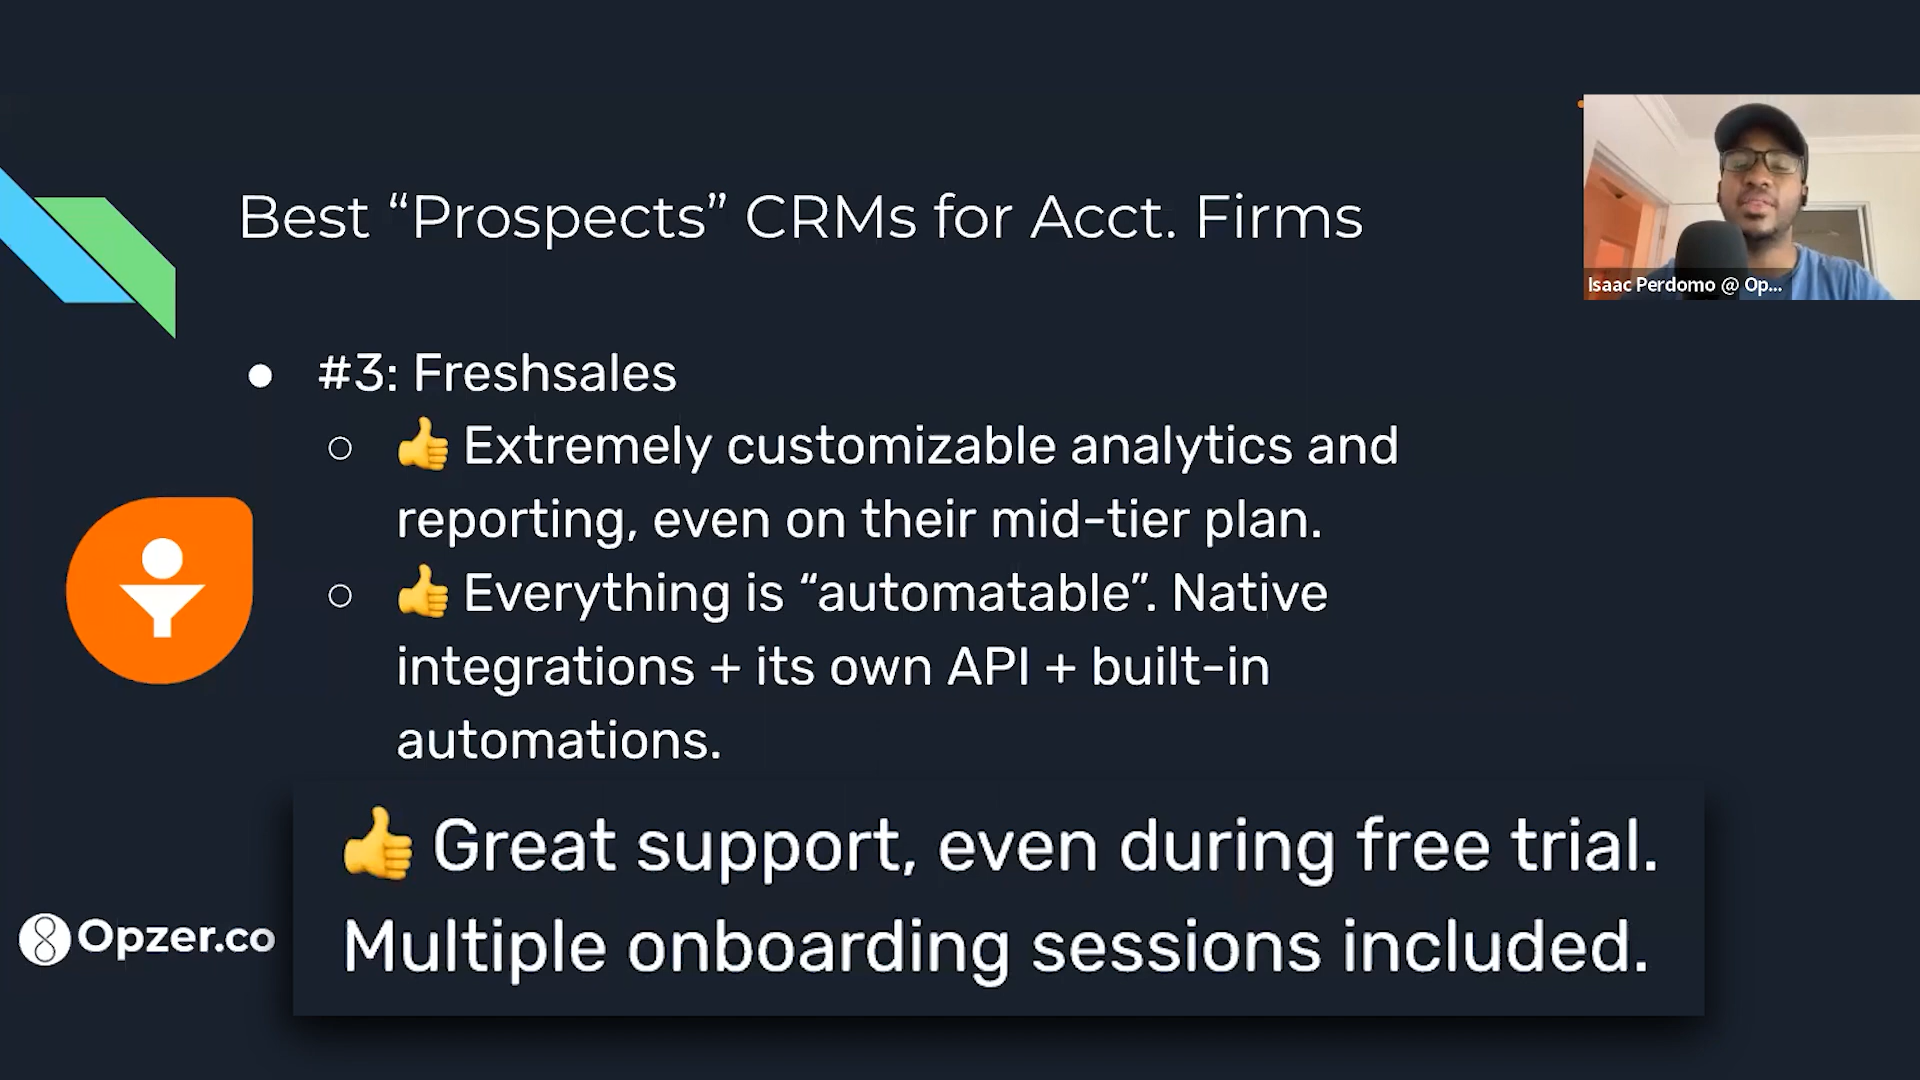 Best “Prospects” CRMs for Acct. Firms
Isaac Perdomo @ Op...
#3: Freshsales
👍 Extremely customizable analytics and
reporting, even on their mid-tier plan.
👍 Everything is “automatable”. Native
integrations + its own API + built-in
automations.
👍 Great support, even during free trial.
Multiple onboarding sessions included.
Opzer.co